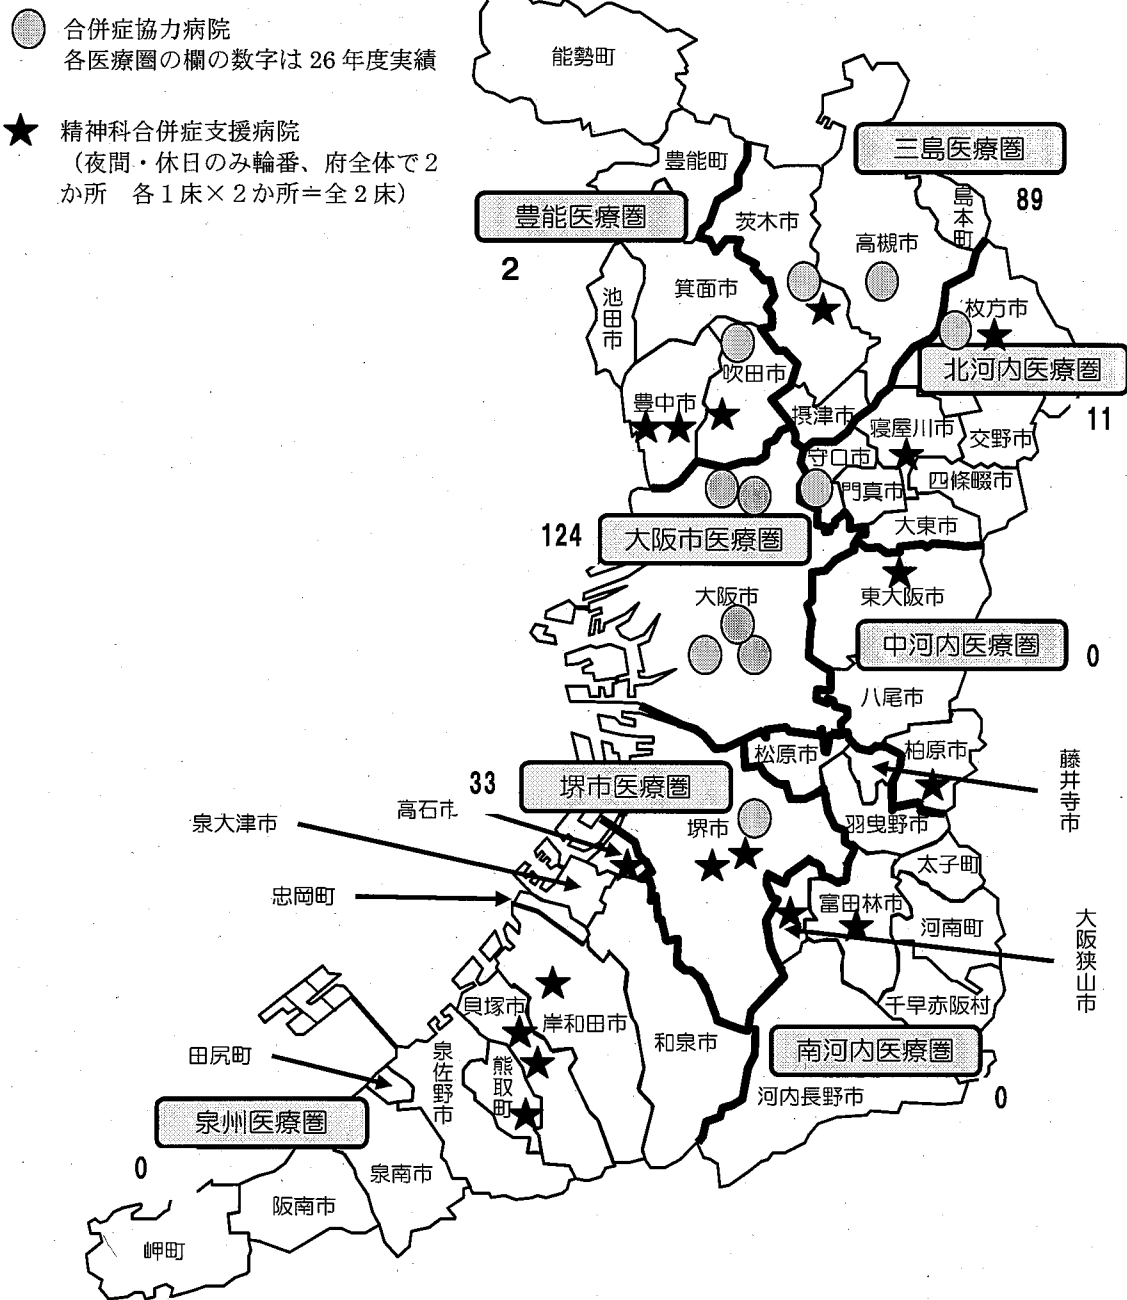 合併症協力病院
各医療圏の欄の数字は 26 年度実績
精神科合併症支援病院
（夜間・休日のみ輪番、府全体で２
か所　各１床×２か所＝全２床）
能勢町
豊能町
三島医療圏
89
島本町
豊能医療圏
2
茨木市
高槻市
池田市
箕面市
枚方市
吹田市
北河内医療圏
11
豊中市
摂津市
寝屋川市
交野市
守口市
門真市
四條畷市
大東市
124
大阪市医療圏
大阪市
東大阪市
中河内医療圏
0
八尾市
松原市
柏原市
藤井寺市
33
堺市医療圏
高石市
泉大津市
堺市
羽曳野市
太子町
忠岡町
富田林市
河南町
大阪狭山市
貝塚市
岸和田市
和泉市
千早赤阪村
田尻町
泉佐野市
熊取町
南河内医療圏
0
河内長野市
泉州医療圏
0
泉南市
阪南市
岬町